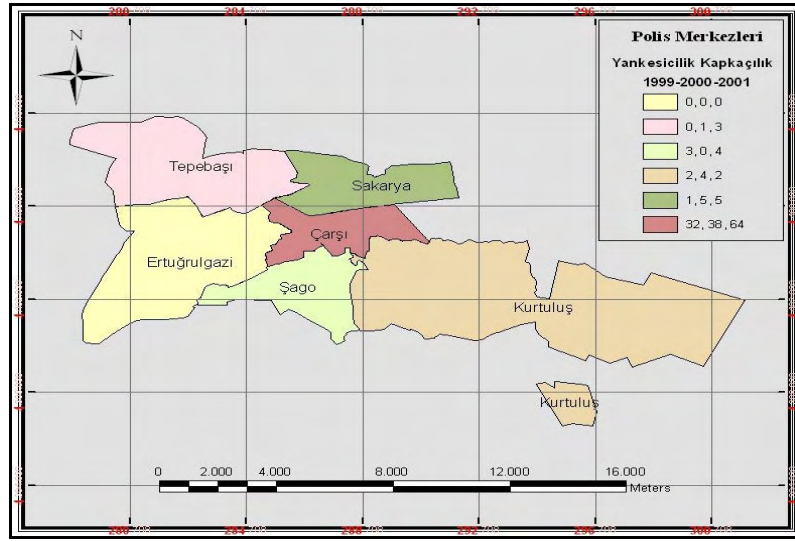 280
284
288
292
296
300
N
Polis Merkezleri
Yankesicilik Kapkaçılık
1999-2000-2001
0,0,0
0,1,3
3,0,4
2,4,2
1,5,5
32,38,64
Tepebaşı
Sakarya
Çarşı
Ertuğrulgazi
Şago
Kurtuluş
Kurtuluş
0 2.000 4.000 8.000 12.000 16.000
Meters
280
284
288
292
296
300